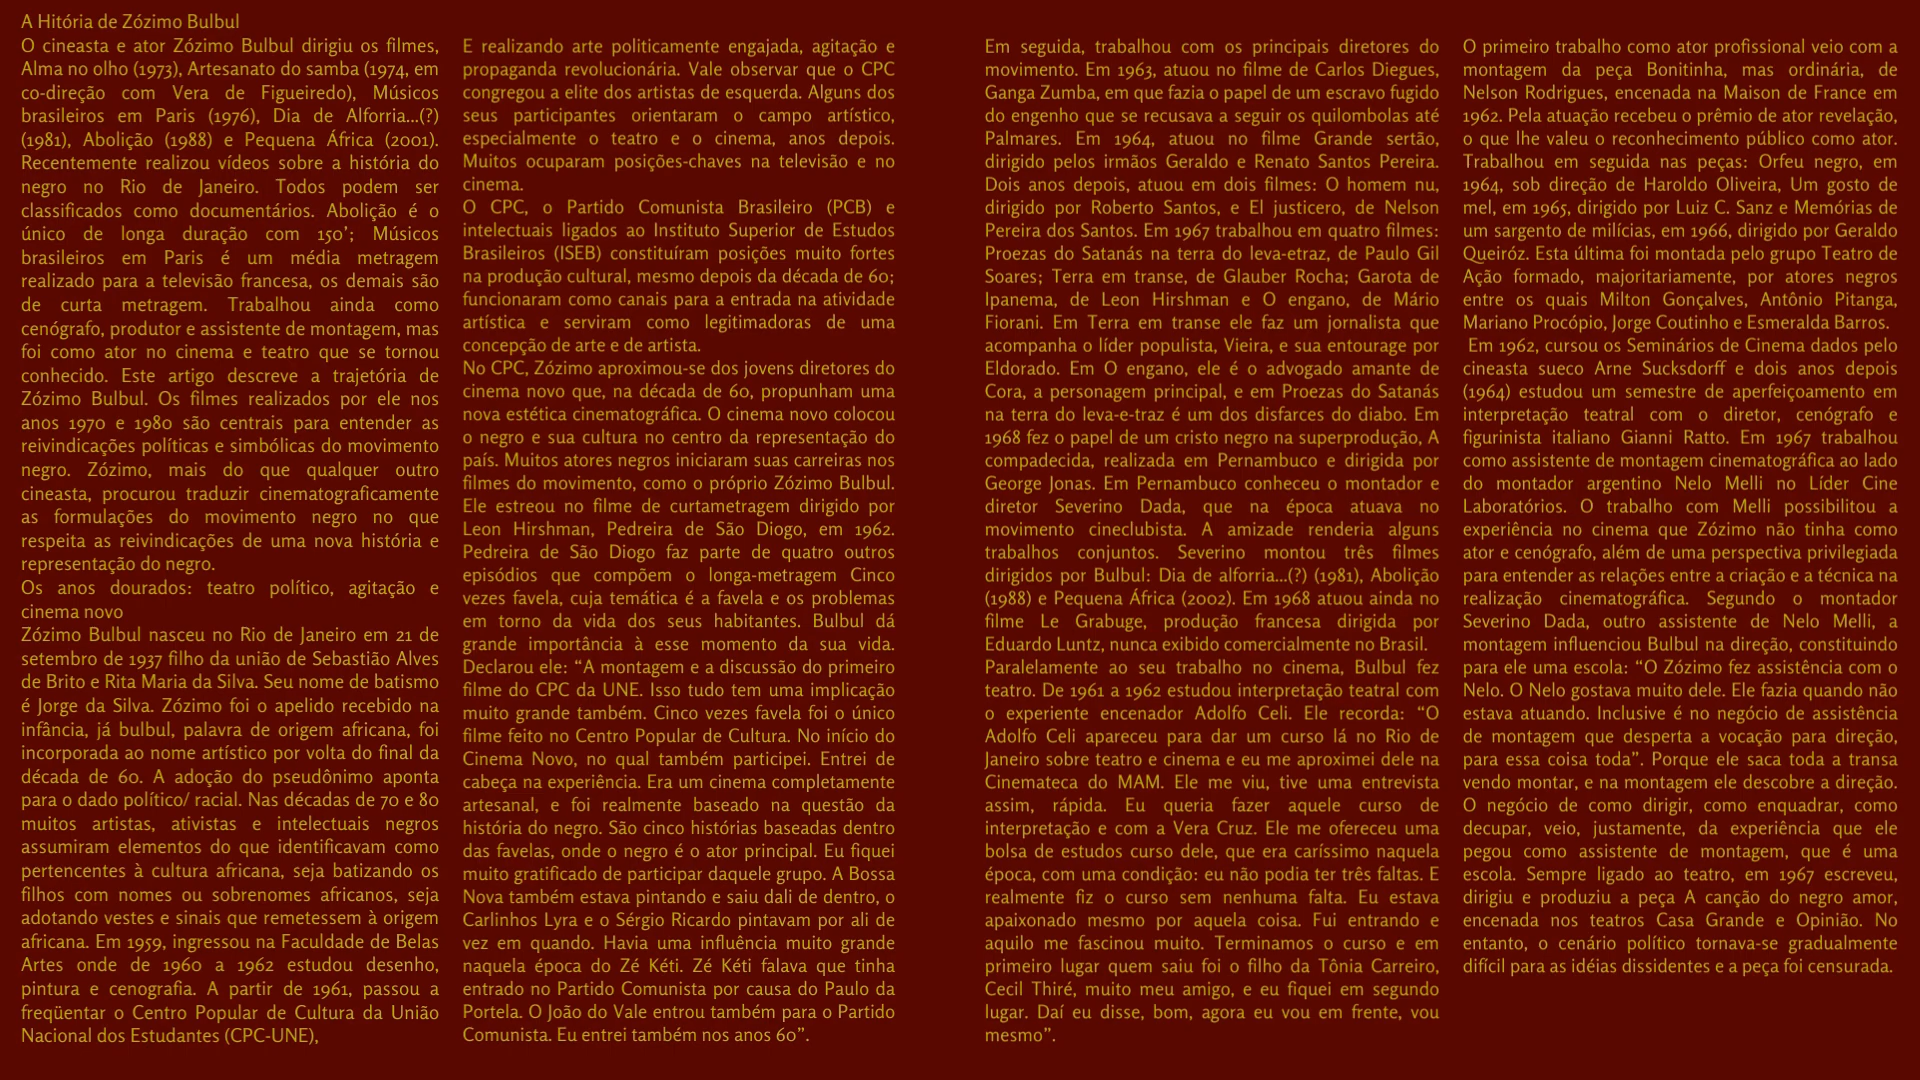 A Hitória de Zózimo Bulbul
O cineasta e ator Zózimo Bulbul dirigiu os filmes,
Alma no olho (1973), Artesanato do samba (1974, em
co-direção com Vera de Figueiredo), Músicos
brasileiros em Paris (1976), Dia de Alforria...(?)
(1981), Abolição (1988) e Pequena África (2001).
Recentemente realizou vídeos sobre a história do
negro no Rio de Janeiro. Todos podem ser
classificados como documentários. Abolição é o
único de longa duração com 150’; Músicos
brasileiros em Paris é um média metragem
realizado para a televisão francesa, os demais são
de curta metragem. Trabalhou ainda como
cenógrafo, produtor e assistente de montagem, mas
foi como ator no cinema e teatro que se tornou
conhecido. Este artigo descreve a trajetória de
Zózimo Bulbul. Os filmes realizados por ele nos
anos 1970 e 1980 são centrais para entender as
reivindicações políticas e simbólicas do movimento
negro. Zózimo, mais do que qualquer outro
cineasta, procurou traduzir cinematograficamente
as formulações do movimento negro no que
respeita as reivindicações de uma nova história e
representação do negro.
Os anos dourados: teatro político, agitação e
cinema novo
Zózimo Bulbul nasceu no Rio de Janeiro em 21 de
setembro de 1937 filho da união de Sebastião Alves
de Brito e Rita Maria da Silva. Seu nome de batismo
é Jorge da Silva. Zózimo foi o apelido recebido na
infância, já bulbul, palavra de origem africana, foi
incorporada ao nome artístico por volta do final da
década de 60. A adoção do pseudônimo aponta
para o dado político/ racial. Nas décadas de 70 e 80
muitos artistas, ativistas e intelectuais negros
assumiram elementos do que identificavam como
pertencentes à cultura africana, seja batizando os
filhos com nomes ou sobrenomes africanos, seja
adotando vestes e sinais que remetessem à origem
africana. Em 1959, ingressou na Faculdade de Belas
Artes onde de 1960 a 1962 estudou desenho,
pintura e cenografia. A partir de 1961, passou a
freqüentar o Centro Popular de Cultura da União
Nacional dos Estudantes (CPC-UNE),
E realizando arte politicamente engajada, agitação e
propaganda revolucionária. Vale observar que o CPC
congregou a elite dos artistas de esquerda. Alguns dos
seus participantes orientaram o campo artístico,
especialmente o teatro e o cinema, anos depois.
Muitos ocuparam posições-chaves na televisão e no
cinema.
O CPC, o Partido Comunista Brasileiro (PCB) e
intelectuais ligados ao Instituto Superior de Estudos
Brasileiros (ISEB) constituíram posições muito fortes
na produção cultural, mesmo depois da década de 60;
funcionaram como canais para a entrada na atividade
artística e serviram como legitimadoras de uma
concepção de arte e de artista.
No CPC, Zózimo aproximou-se dos jovens diretores do
cinema novo que, na década de 60, propunham uma
nova estética cinematográfica. O cinema novo colocou
o negro e sua cultura no centro da representação do
país. Muitos atores negros iniciaram suas carreiras nos
filmes do movimento, como o próprio Zózimo Bulbul.
Ele estreou no filme de curtametragem dirigido por
Leon Hirshman, Pedreira de São Diogo, em 1962.
Pedreira de São Diogo faz parte de quatro outros
episódios que compõem o longa-metragem Cinco
vezes favela, cuja temática é a favela e os problemas
em torno da vida dos seus habitantes. Bulbul dá
grande importância à esse momento da sua vida.
Declarou ele: “A montagem e a discussão do primeiro
filme do CPC da UNE. Isso tudo tem uma implicação
muito grande também. Cinco vezes favela foi o único
filme feito no Centro Popular de Cultura. No início do
Cinema Novo, no qual também participei. Entrei de
cabeça na experiência. Era um cinema completamente
artesanal, e foi realmente baseado na questão da
história do negro. São cinco histórias baseadas dentro
das favelas, onde o negro é o ator principal. Eu fiquei
muito gratificado de participar daquele grupo. A Bossa
Nova também estava pintando e saiu dali de dentro, o
Carlinhos Lyra e o Sérgio Ricardo pintavam por ali de
vez em quando. Havia uma influência muito grande
naquela época do Zé Kéti. Zé Kéti falava que tinha
entrado no Partido Comunista por causa do Paulo da
Portela. O João do Vale entrou também para o Partido
Comunista. Eu entrei também nos anos 60”.
Em seguida, trabalhou com os principais diretores do
movimento. Em 1963, atuou no filme de Carlos Diegues,
Ganga Zumba, em que fazia o papel de um escravo fugido
do engenho que se recusava a seguir os quilombolas até
Palmares. Em 1964, atuou no filme Grande sertão,
dirigido pelos irmãos Geraldo e Renato Santos Pereira.
Dois anos depois, atuou em dois filmes: O homem nu,
dirigido por Roberto Santos, e El justicero, de Nelson
Pereira dos Santos. Em 1967 trabalhou em quatro filmes:
Proezas do Satanás na terra do leva-etraz, de Paulo Gil
Soares; Terra em transe, de Glauber Rocha; Garota de
Ipanema, de Leon Hirshman e O engano, de Mário
Fiorani. Em Terra em transe ele faz um jornalista que
acompanha o líder populista, Vieira, e sua entourage por
Eldorado. Em O engano, ele é o advogado amante de
Cora, a personagem principal, e em Proezas do Satanás
na terra do leva-e-traz é um dos disfarces do diabo. Em
1968 fez o papel de um cristo negro na superprodução, A
compadecida, realizada em Pernambuco e dirigida por
George Jonas. Em Pernambuco conheceu o montador e
diretor Severino Dada, que na época atuava no
movimento cineclubista. A amizade renderia alguns
trabalhos conjuntos. Severino montou três filmes
dirigidos por Bulbul: Dia de alforria...(?) (1981), Abolição
(1988) e Pequena África (2002). Em 1968 atuou ainda no
filme Le Grabuge, produção francesa dirigida por
Eduardo Luntz, nunca exibido comercialmente no Brasil.
Paralelamente ao seu trabalho no cinema, Bulbul fez
teatro. De 1961 a 1962 estudou interpretação teatral com
o experiente encenador Adolfo Celi. Ele recorda: “O
Adolfo Celi apareceu para dar um curso lá no Rio de
Janeiro sobre teatro e cinema e eu me aproximei dele na
Cinemateca do MAM. Ele me viu, tive uma entrevista
assim, rápida. Eu queria fazer aquele curso de
interpretação e com a Vera Cruz. Ele me ofereceu uma
bolsa de estudos curso dele, que era caríssimo naquela
época, com uma condição: eu não podia ter três faltas. E
realmente fiz o curso sem nenhuma falta. Eu estava
apaixonado mesmo por aquela coisa. Fui entrando e
aquilo me fascinou muito. Terminamos o curso e em
primeiro lugar quem saiu foi o filho da Tônia Carreiro,
Cecil Thiré, muito meu amigo, e eu fiquei em segundo
lugar. Daí eu disse, bom, agora eu vou em frente, vou
mesmo”.
O primeiro trabalho como ator profissional veio com a
montagem da peça Bonitinha, mas ordinária, de
Nelson Rodrigues, encenada na Maison de France em
1962. Pela atuação recebeu o prêmio de ator revelação,
o que lhe valeu o reconhecimento público como ator.
Trabalhou em seguida nas peças: Orfeu negro, em
1964, sob direção de Haroldo Oliveira, Um gosto de
mel, em 1965, dirigido por Luiz C. Sanz e Memórias de
um sargento de milícias, em 1966, dirigido por Geraldo
Queiróz. Esta última foi montada pelo grupo Teatro de
Ação formado, majoritariamente, por atores negros
entre os quais Milton Gonçalves, Antônio Pitanga,
Mariano Procópio, Jorge Coutinho e Esmeralda Barros.
Em 1962, cursou os Seminários de Cinema dados pelo
cineasta sueco Arne Sucksdorff e dois anos depois
(1964) estudou um semestre de aperfeiçoamento em
interpretação teatral com o diretor, cenógrafo e
figurinista italiano Gianni Ratto. Em 1967 trabalhou
como assistente de montagem cinematográfica ao lado
do montador argentino Nelo Melli no Líder Cine
Laboratórios. O trabalho com Melli possibilitou a
experiência no cinema que Zózimo não tinha como
ator e cenógrafo, além de uma perspectiva privilegiada
para entender as relações entre a criação e a técnica na
realização cinematográfica. Segundo o montador
Severino Dada, outro assistente de Nelo Melli, a
montagem influenciou Bulbul na direção, constituindo
para ele uma escola: “O Zózimo fez assistência com o
Nelo. O Nelo gostava muito dele. Ele fazia quando não
estava atuando. Inclusive é no negócio de assistência
de montagem que desperta a vocação para direção,
para essa coisa toda”. Porque ele saca toda a transa
vendo montar, e na montagem ele descobre a direção.
O negócio de como dirigir, como enquadrar, como
decupar, veio, justamente, da experiência que ele
pegou como assistente de montagem, que é uma
escola. Sempre ligado ao teatro, em 1967 escreveu,
dirigiu e produziu a peça A canção do negro amor,
encenada nos teatros Casa Grande e Opinião. No
entanto, o cenário político tornava-se gradualmente
difícil para as idéias dissidentes e a peça foi censurada.